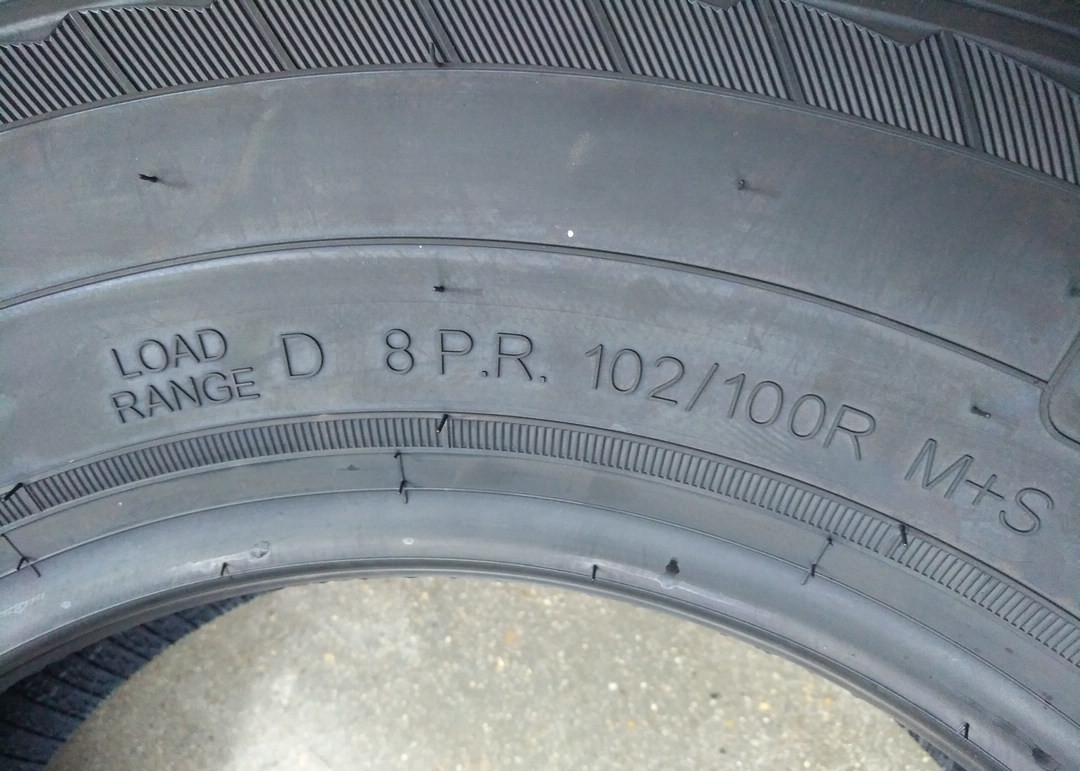 LOAD
RANGE D 8 P.R. 102/100R M+S